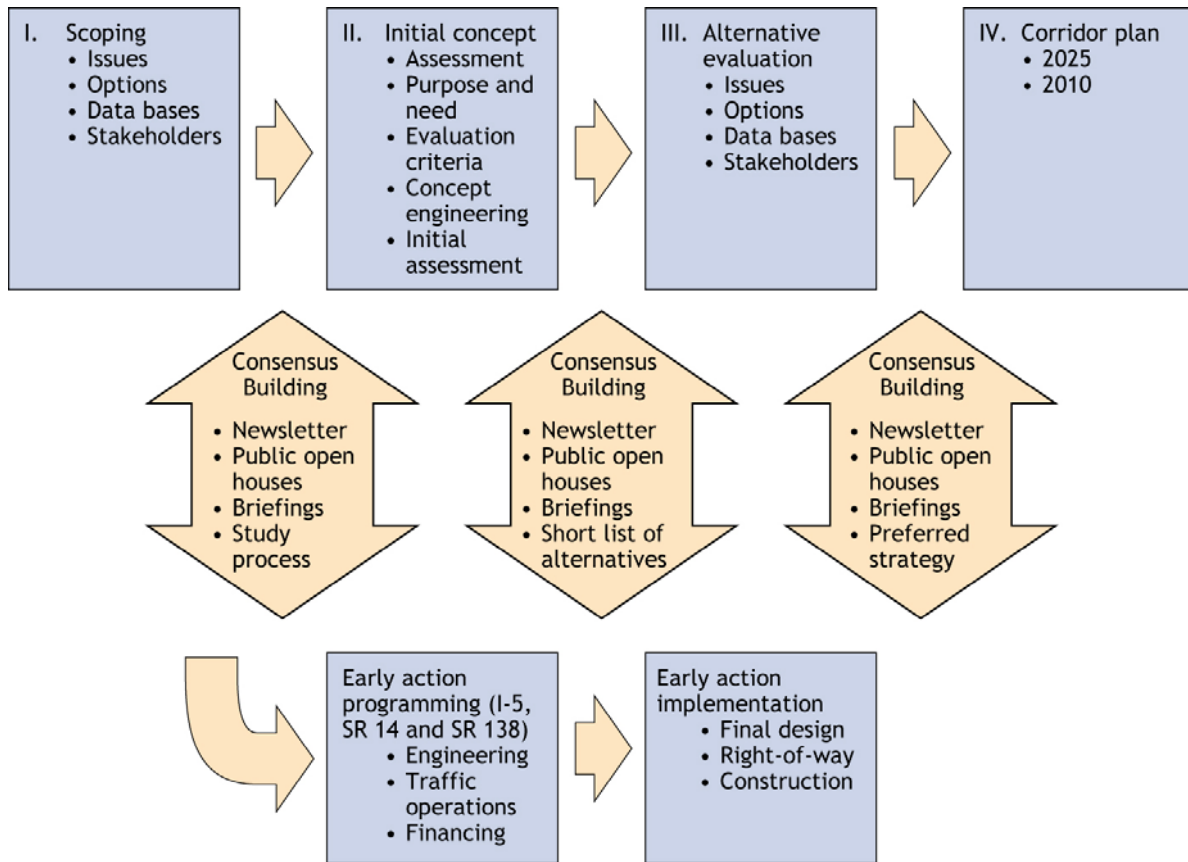 I. Scoping
• Issues
• Options
• Data bases
• Stakeholders
II. Initial concept
• Assessment
• Purpose and
need
• Evaluation
criteria
• Concept
engineering
• Initial
assessment
III. Alternative
evaluation
• Issues
• Options
• Data bases
• Stakeholders
IV. Corridor plan
• 2025
• 2010
Consensus
Building
• Newsletter
• Public open
houses
• Briefings
• Study
process
Consensus
Building
• Newsletter
• Public open
houses
• Briefings
• Short list of
alternatives
Consensus
Building
• Newsletter
• Public open
houses
• Briefings
• Preferred
strategy
Early action
programming (I-5,
SR 14 and SR 138)
• Engineering
• Traffic
operations
• Financing
Early action
implementation
• Final design
• Right-of-way
• Construction